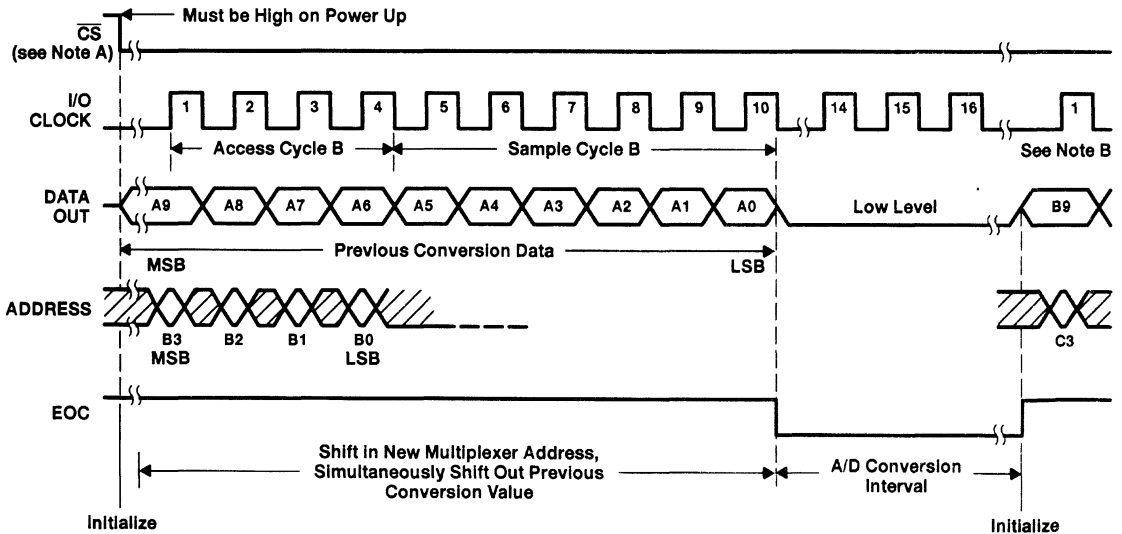 Must be High on Power Up
CS
(see Note A)
I/O
CLOCK
1 2 3 4 5 6 7 8 9 10 14 15 16 1
Access Cycle B
Sample Cycle B
See Note B
DATA
OUT
A9 A8 A7 A6 A5 A4 A3 A2 A1 A0 Low Level B9
Previous Conversion Data
MSB
LSB
ADDRESS
B3 B2 B1 B0 C3
MSB LSB
EOC
Shift in New Multiplexer Address,
Simultaneously Shift Out Previous
Conversion Value
A/D Conversion
Interval
Initialize
Initialize